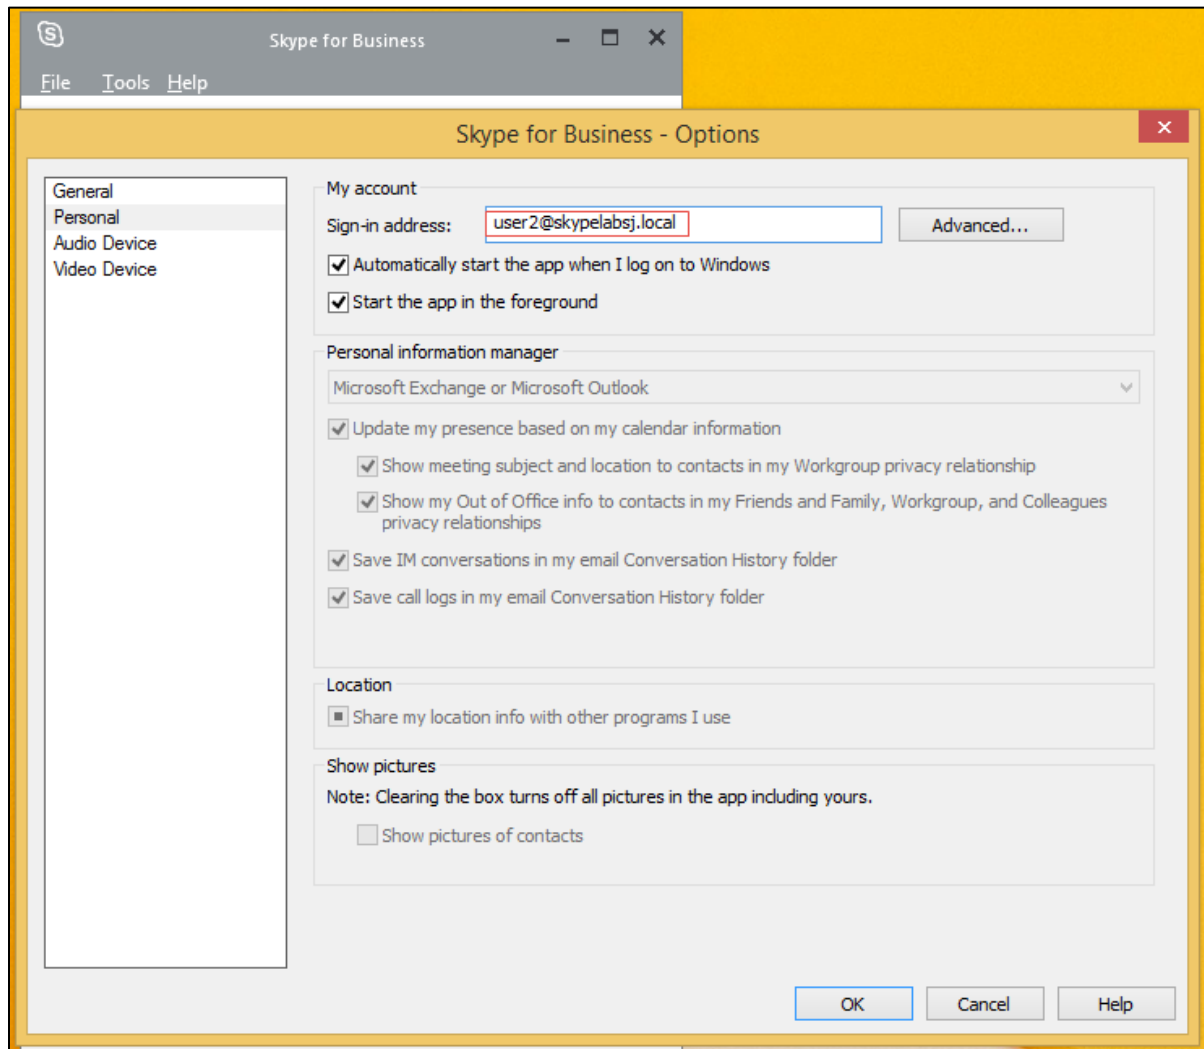 Skype for Business
File Tools Help
Skype for Business - Options
General
Personal
Audio Device
Video Device
My account
Sign-in address: user2@skypelabsj.local Advanced...
Automatically start the app when I log on to Windows
Start the app in the foreground
Personal information manager
Microsoft Exchange or Microsoft Outlook
Update my presence based on my calendar information
Show meeting subject and location to contacts in my Workgroup privacy relationship
Show my Out of Office info to contacts in my Friends and Family, Workgroup, and Colleagues
privacy relationships
Save IM conversations in my email Conversation History folder
Save call logs in my email Conversation History folder
Location
Share my location info with other programs I use
Show pictures
Note: Clearing the box turns off all pictures in the app including yours.
Show pictures of contacts
OK Cancel Help